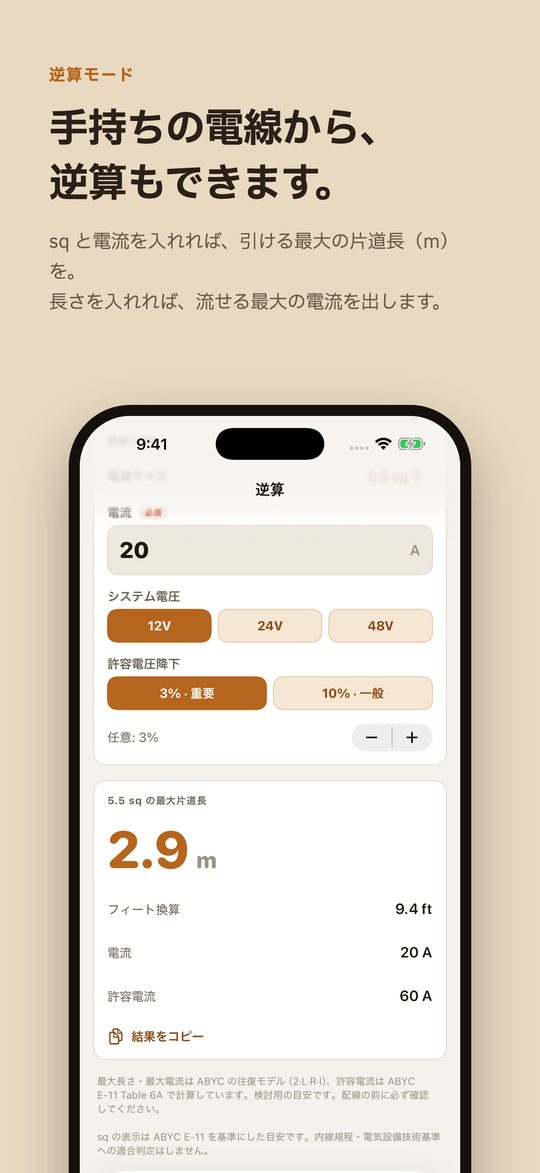 逆算モード
手持ちの電線から、
逆算もできます。
sq と電流を入れれば、引ける最大の片道長（m）
を。
長さを入れれば、流せる最大の電流を出します。
9:41
電線サイズ 5.5 sq
逆算
電流 必須
20 A
システム電圧
12V 24V 48V
許容電圧降下
3% · 重要 10% · 一般
任意: 3% − +
5.5 sq の最大片道長
2.9 m
フィート換算 9.4 ft
電流 20 A
許容電流 60 A
結果をコピー
最大長さ・最大電流は ABYC の往復モデル (2·L·R·I)、許容電流は ABYC
E-11 Table 6A で計算しています。検討用の目安です。配線の前に必ず確認
してください。
sq の表示は ABYC E-11 を基準にした目安です。内線規程・電気設備技術基準
への適合判定はしません。